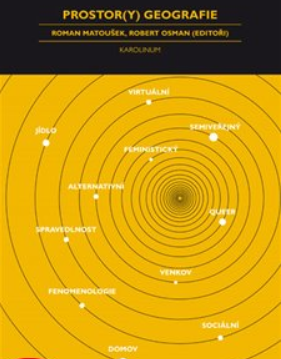 PROSTOR(Y) GEOGRAFIE
ROMAN MATOUŠEK, ROBERT OSMAN (EDITOŘI)
KAROLINUM
VIRTUÁLNÍ
JÍDLO
SEMIVEŘEJNÝ
FEMINISTICKÝ
ALTERNATIVNÍ
QUEER
SPRAVEDLNOST
VENKOV
FENOMENOLOGIE
SOCIÁLNÍ
DOMOV